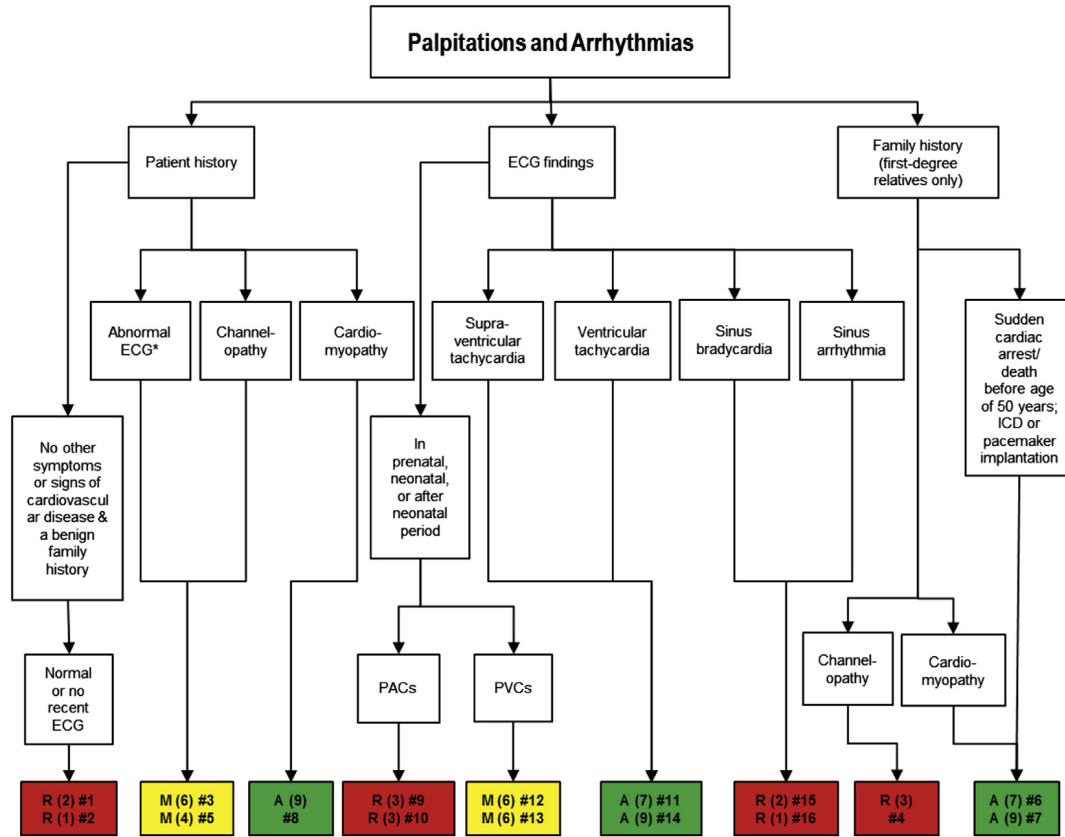 Palpitations and Arrhythmias
Patient history
ECG findings
Family history
(first-degree
relatives only)
Abnormal
ECG*
Channel-
opathy
Cardio-
myopathy
Supra-
ventricular
tachycardia
Ventricular
tachycardia
Sinus
bradycardia
Sinus
arrhythmia
Sudden
cardiac
arrest/
death
before age
of 50 years;
ICD or
pacemaker
implantation
No other
symptoms
or signs of
cardiovascul
ar disease &
a benign
family
history
In
prenatal,
neonatal,
or after
neonatal
period
Normal
or no
recent
ECG
PACs
PVCs
Channel-
opathy
Cardio-
myopathy
R (2) #1
R (1) #2
M (6) #3
M (4) #5
A (9)
#8
R (3) #9
R (3) #10
M (6) #12
M (6) #13
A (7) #11
A (9) #14
R (2) #15
R (1) #16
R (3)
#4
A (7) #6
A (9) #7